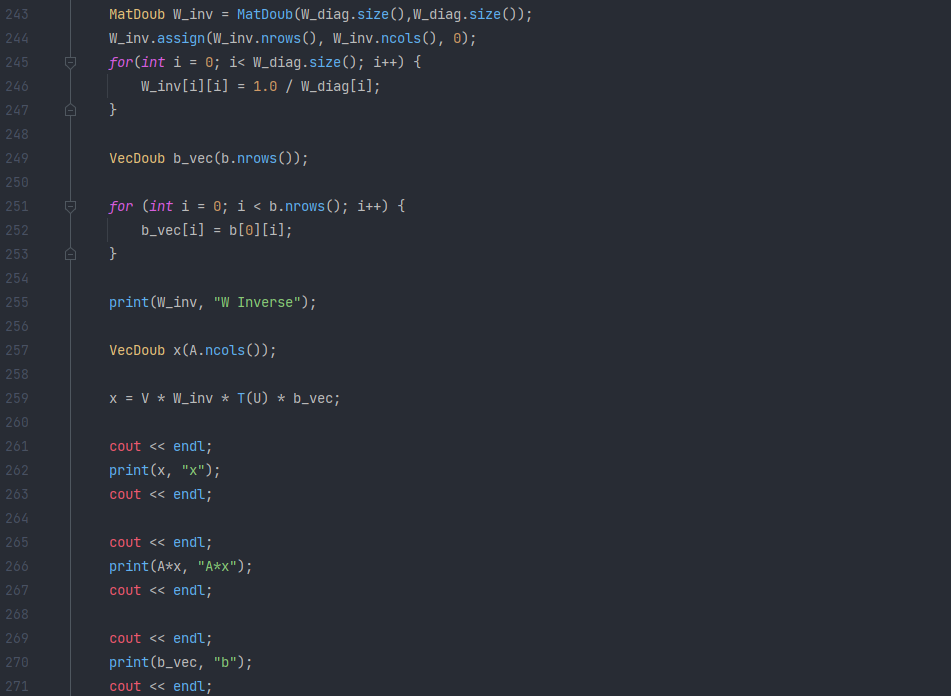 243 MatDoub W_inv = MatDoub(W_diag.size(),W_diag.size());
244 W_inv.assign(W_inv.nrows(), W_inv.ncols(), 0);
245 for(int i = 0; i< W_diag.size(); i++) {
246 W_inv[i][i] = 1.0 / W_diag[i];
247 }
248
249 VecDoub b_vec(b.nrows());
250
251 for (int i = 0; i < b.nrows(); i++) {
252 b_vec[i] = b[0][i];
253 }
254
255 print(W_inv, "W Inverse");
256
257 VecDoub x(A.ncols());
258
259 x = V * W_inv * T(U) * b_vec;
260
261 cout << endl;
262 print(x, "x");
263 cout << endl;
264
265 cout << endl;
266 print(A*x, "A*x");
267 cout << endl;
268
269 cout << endl;
270 print(b_vec, "b");
271 cout << endl;